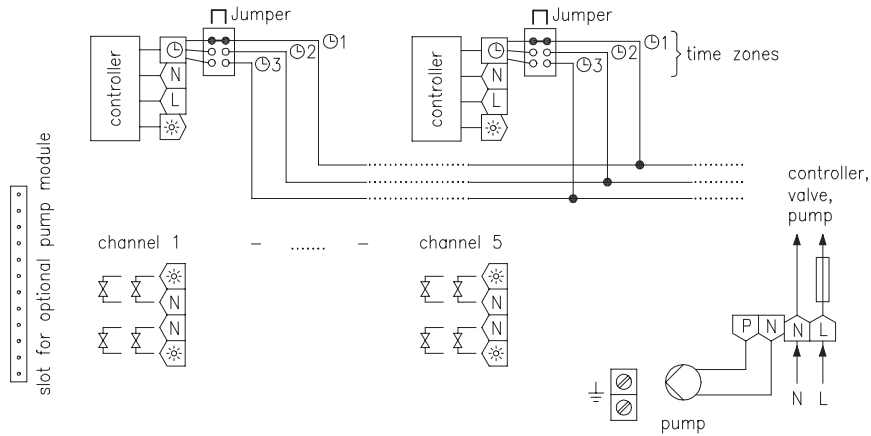 Jumper
Jumper
controller
N
L
1
2
3
controller
N
L
1
2
3
time zones
controller,
valve,
pump
channel 1 – ....... – channel 5
N
N
N
N
slot for optional pump module
P N N L
N L
pump